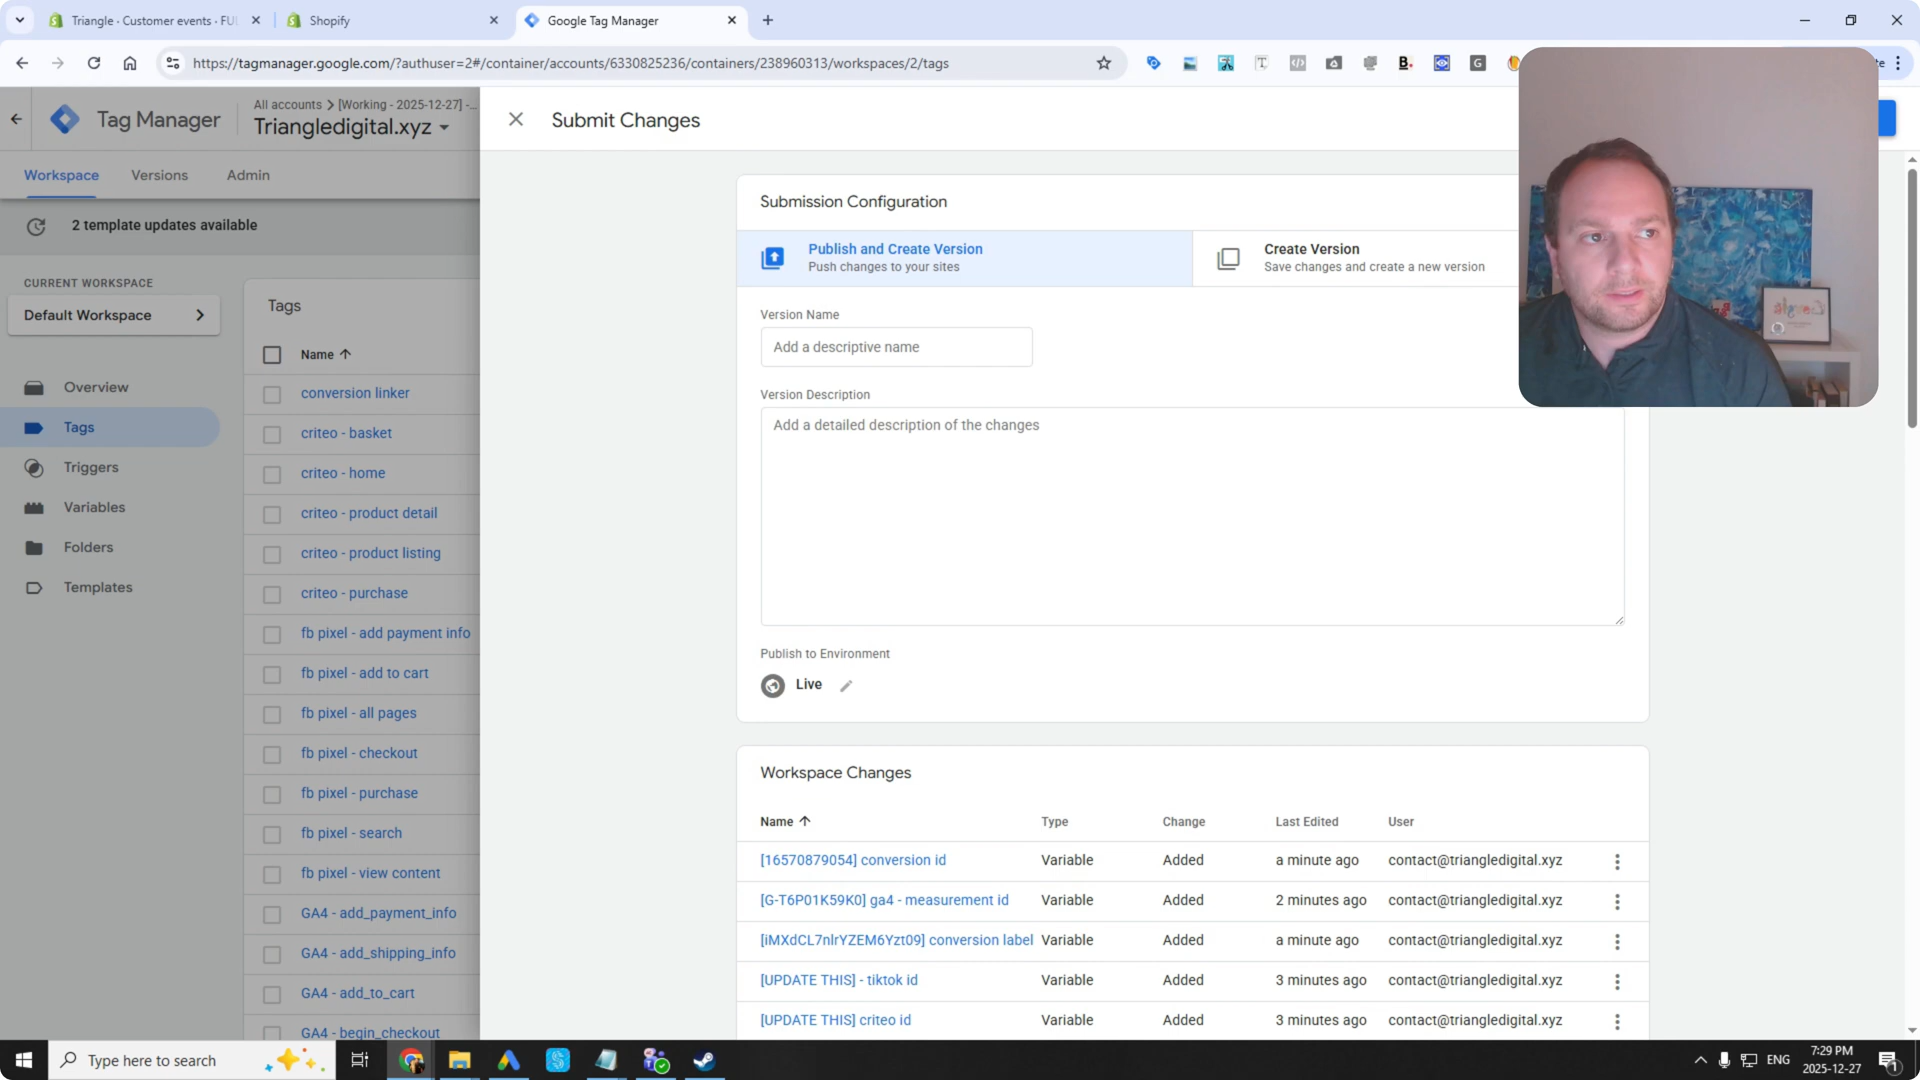 Triangle - Customer events · FU
Shopify
Google Tag Manager
https://tagmanager.google.com/?authuser=2#/container/accounts/6330825236/containers/238960313/workspaces/2/tags
Tag Manager
All accounts > [Working - 2025-12-27] -...
Triangledigital.xyz
Submit Changes
Workspace
Versions
Admin
2 template updates available
CURRENT WORKSPACE
Default Workspace
Overview
Tags
Triggers
Variables
Folders
Templates
Tags
Name
conversion linker
criteo - basket
criteo - home
criteo - product detail
criteo - product listing
criteo - purchase
fb pixel - add payment info
fb pixel - add to cart
fb pixel - all pages
fb pixel - checkout
fb pixel - purchase
fb pixel - search
fb pixel - view content
GA4 - add_payment_info
GA4 - add_shipping_info
GA4 - add_to_cart
GA4 - begin_checkout
Submission Configuration
Publish and Create Version
Push changes to your sites
Create Version
Save changes and create a new version
Version Name
Add a descriptive name
Version Description
Add a detailed description of the changes
Publish to Environment
Live
Workspace Changes
Name Type Change Last Edited User
[16570879054] conversion id Variable Added a minute ago contact@triangledigital.xyz
[G-T6P01K59K0] ga4 - measurement id Variable Added 2 minutes ago contact@triangledigital.xyz
[iMXdCL7nlrYZEM6Yzt09] conversion label Variable Added a minute ago contact@triangledigital.xyz
[UPDATE THIS] - tiktok id Variable Added 3 minutes ago contact@triangledigital.xyz
[UPDATE THIS] criteo id Variable Added 3 minutes ago contact@triangledigital.xyz
Type here to search
ENG
7:29 PM
2025-12-27